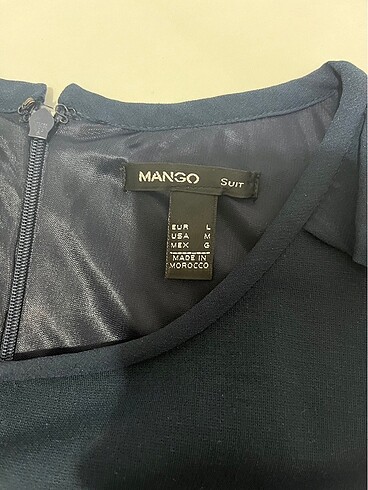 MANGO SUIT
EUR L
USA M
MEX G
MADE IN
MOROCCO